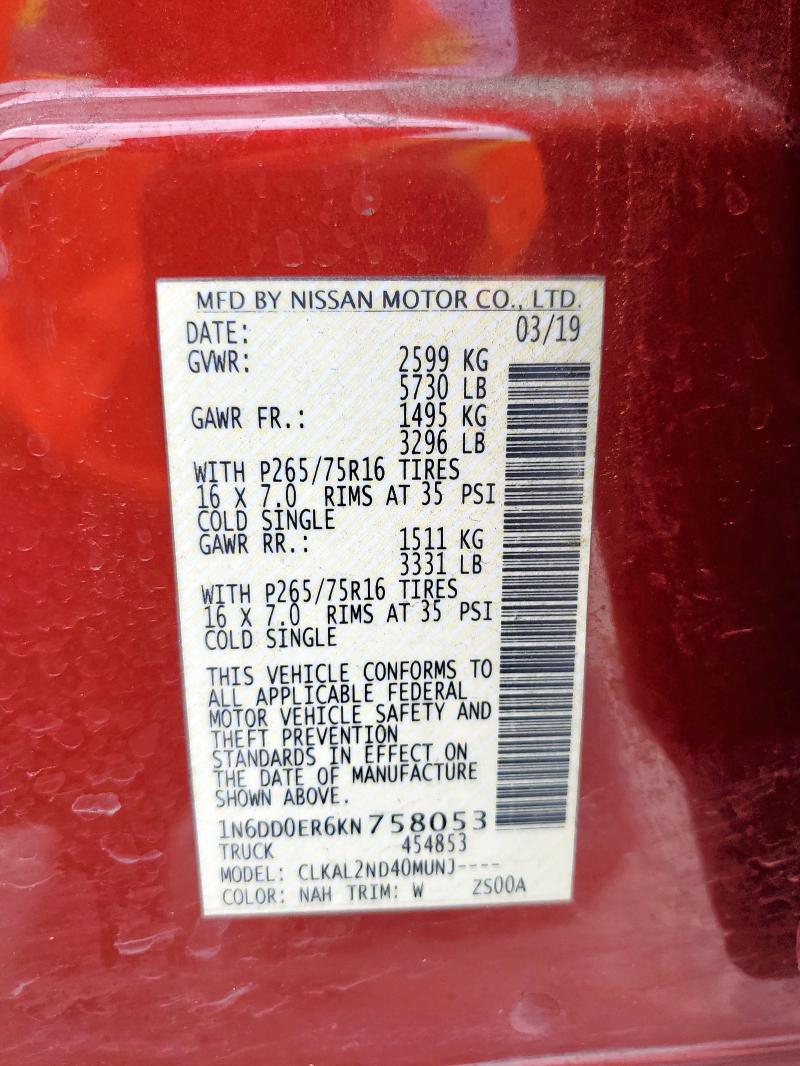 MFD BY NISSAN MOTOR CO., LTD.
DATE: 03/19
GVWR: 2599 KG
5730 LB
GAWR FR.: 1495 KG
3296 LB
WITH P265/75R16 TIRES
16 X 7.0 RIMS AT 35 PSI
COLD SINGLE
GAWR RR.: 1511 KG
3331 LB
WITH P265/75R16 TIRES
16 X 7.0 RIMS AT 35 PSI
COLD SINGLE
THIS VEHICLE CONFORMS TO
ALL APPLICABLE FEDERAL
MOTOR VEHICLE SAFETY AND
THEFT PREVENTION
STANDARDS IN EFFECT ON
THE DATE OF MANUFACTURE
SHOWN ABOVE.
1N6DD0ER6KN758053
TRUCK 454853
MODEL: CLKAL2ND40MUNJ----
COLOR: NAH TRIM: W ZS00A